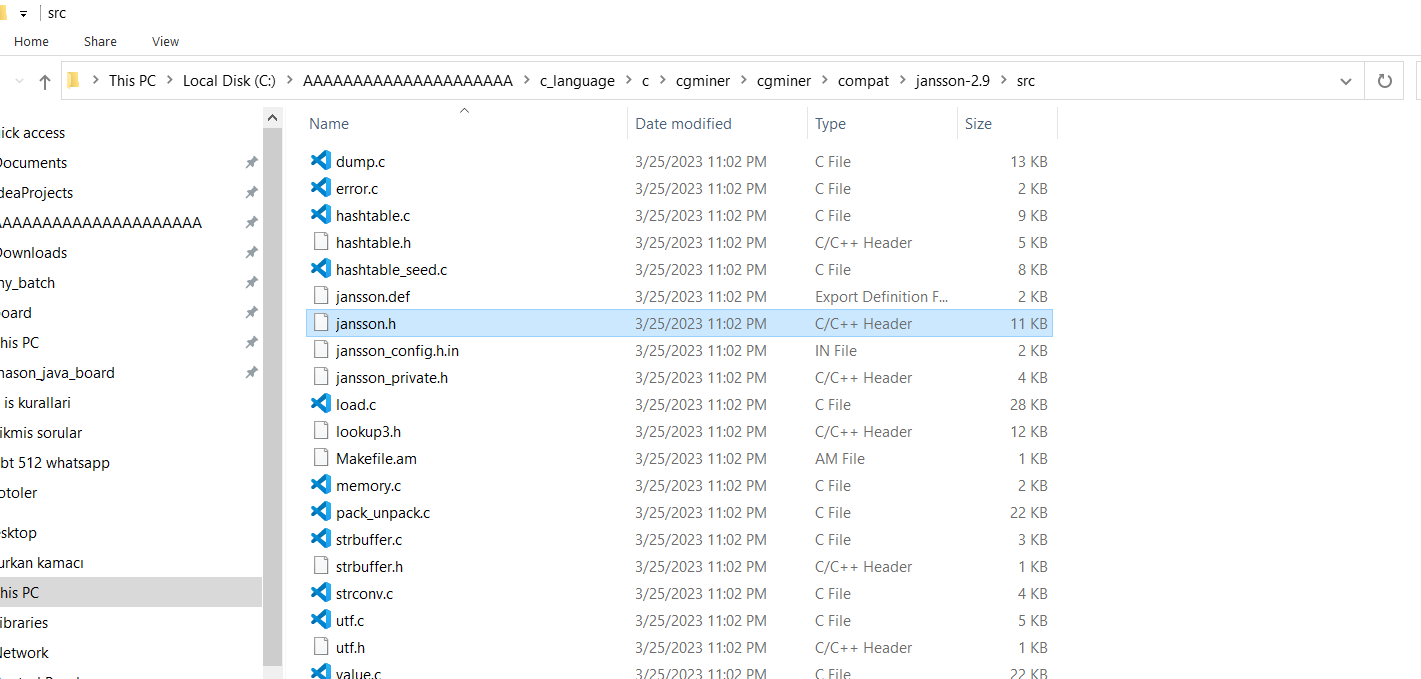 src
Home Share View
This PC > Local Disk (C:) > AAAAAAAAAAAAAAAAAAAAA > c_language > c > cgminer > cgminer > compat > jansson-2.9 > src
Name Date modified Type Size
ick access
Documents
deaProjects
AAAAAAAAAAAAAAAAAAAAA
Downloads
ny_batch
oard
his PC
nason_java_board
is kurallari
ikmis sorular
bt 512 whatsapp
otoler
sktop
urkan kamacı
his PC
ibraries
Network
dump.c 3/25/2023 11:02 PM C File 13 KB
error.c 3/25/2023 11:02 PM C File 2 KB
hashtable.c 3/25/2023 11:02 PM C File 9 KB
hashtable.h 3/25/2023 11:02 PM C/C++ Header 5 KB
hashtable_seed.c 3/25/2023 11:02 PM C File 8 KB
jansson.def 3/25/2023 11:02 PM Export Definition F... 2 KB
jansson.h 3/25/2023 11:02 PM C/C++ Header 11 KB
jansson_config.h.in 3/25/2023 11:02 PM IN File 2 KB
jansson_private.h 3/25/2023 11:02 PM C/C++ Header 4 KB
load.c 3/25/2023 11:02 PM C File 28 KB
lookup3.h 3/25/2023 11:02 PM C/C++ Header 12 KB
Makefile.am 3/25/2023 11:02 PM AM File 1 KB
memory.c 3/25/2023 11:02 PM C File 2 KB
pack_unpack.c 3/25/2023 11:02 PM C File 22 KB
strbuffer.c 3/25/2023 11:02 PM C File 3 KB
strbuffer.h 3/25/2023 11:02 PM C/C++ Header 1 KB
strconv.c 3/25/2023 11:02 PM C File 4 KB
utf.c 3/25/2023 11:02 PM C File 5 KB
utf.h 3/25/2023 11:02 PM C/C++ Header 1 KB
value.c 3/25/2023 11:02 PM C File 22 KB